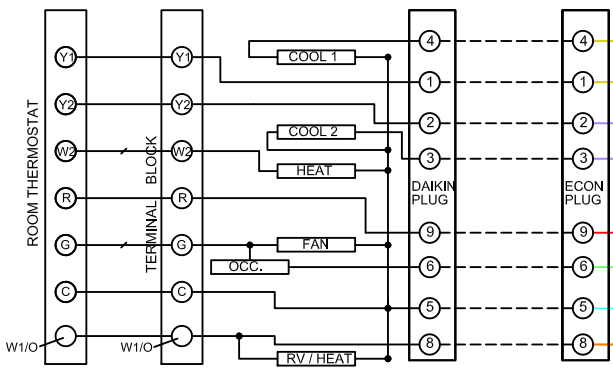 ROOM THERMOSTAT
Y1
Y2
W2
R
G
C
W1/O
TERMINAL BLOCK
Y1
Y2
W2
R
G
C
W1/O
COOL 1
COOL 2
HEAT
FAN
OCC.
RV / HEAT
4
1
2
3
DAIKIN
PLUG
9
6
5
8
4
1
2
3
ECON
PLUG
9
6
5
8